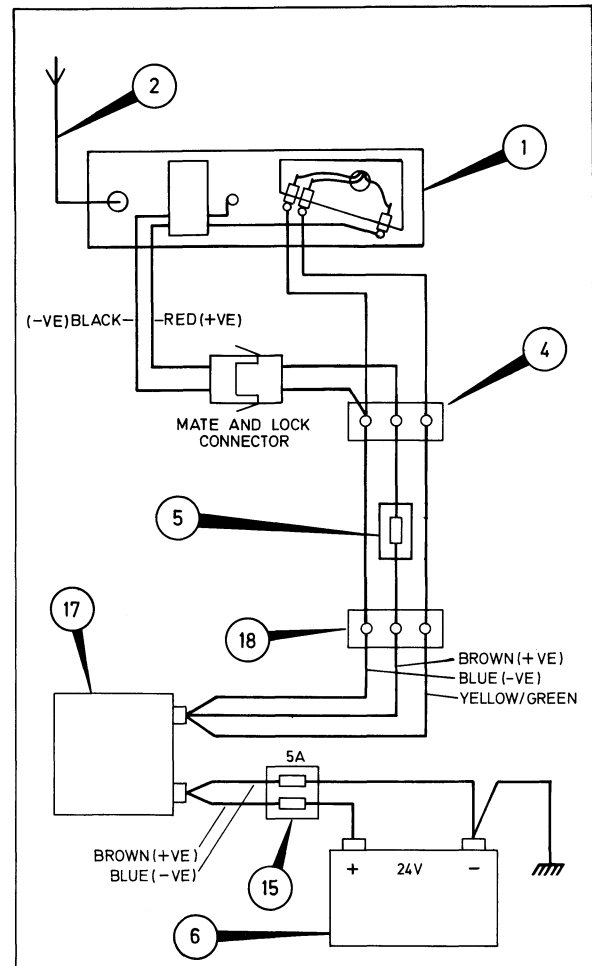 2
1
(-VE)BLACK
RED(+VE)
4
MATE AND LOCK
CONNECTOR
5
17
18
BROWN(+VE)
BLUE(-VE)
YELLOW/GREEN
5A
BROWN(+VE)
BLUE(-VE)
15
+ 24V -
6